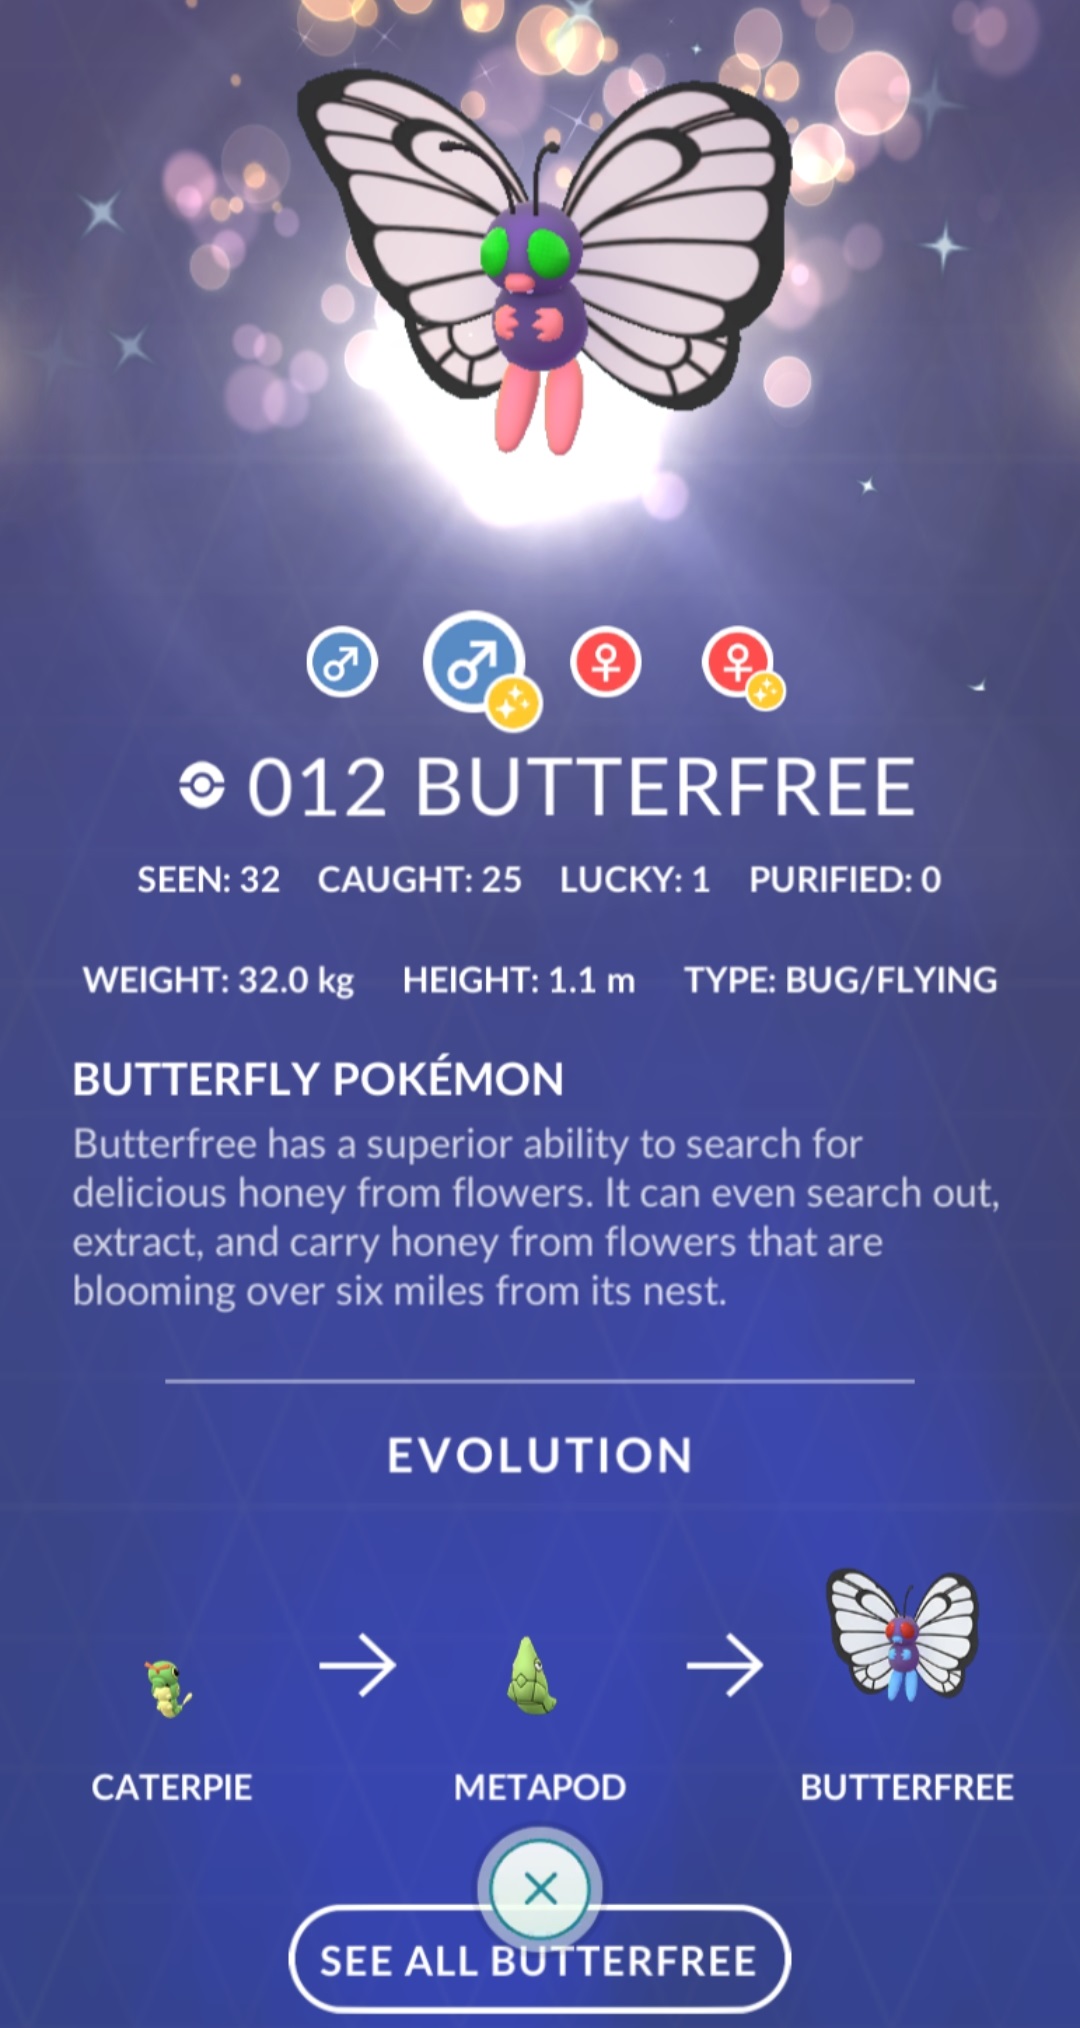 012 BUTTERFREE
SEEN: 32 CAUGHT: 25 LUCKY: 1 PURIFIED: 0
WEIGHT: 32.0 kg HEIGHT: 1.1 m TYPE: BUG/FLYING
BUTTERFLY POKÉMON
Butterfree has a superior ability to search for
delicious honey from flowers. It can even search out,
extract, and carry honey from flowers that are
blooming over six miles from its nest.
EVOLUTION
CATERPIE METAPOD BUTTERFREE
SEE ALL BUTTERFREE